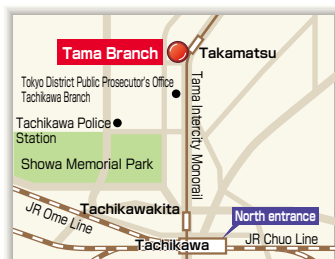 Tama Branch
Takamatsu
Tokyo District Public Prosecutor's Office
Tachikawa Branch
Tama Intercity Monorail
Tachikawa Police
Station
Showa Memorial Park
JR Ome Line
Tachikawakita
North entrance
Tachikawa
JR Chuo Line